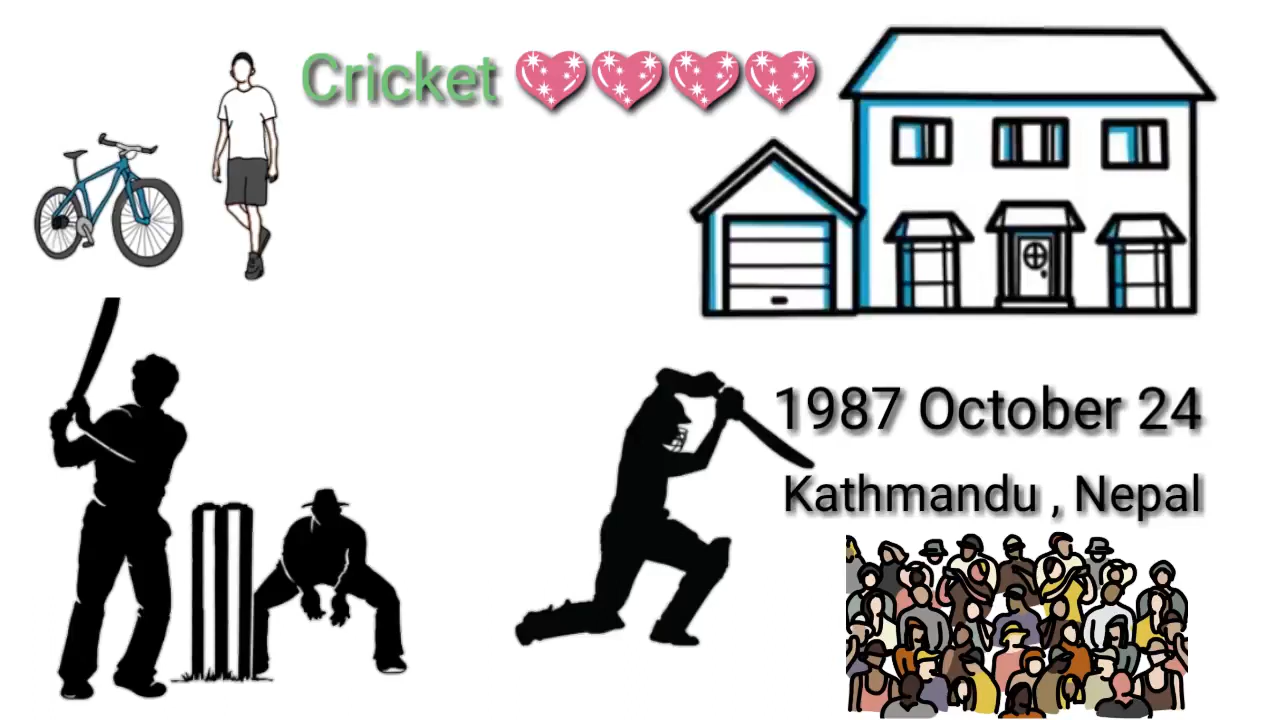 Cricket 💖💖💖💖
1987 October 24
Kathmandu , Nepal